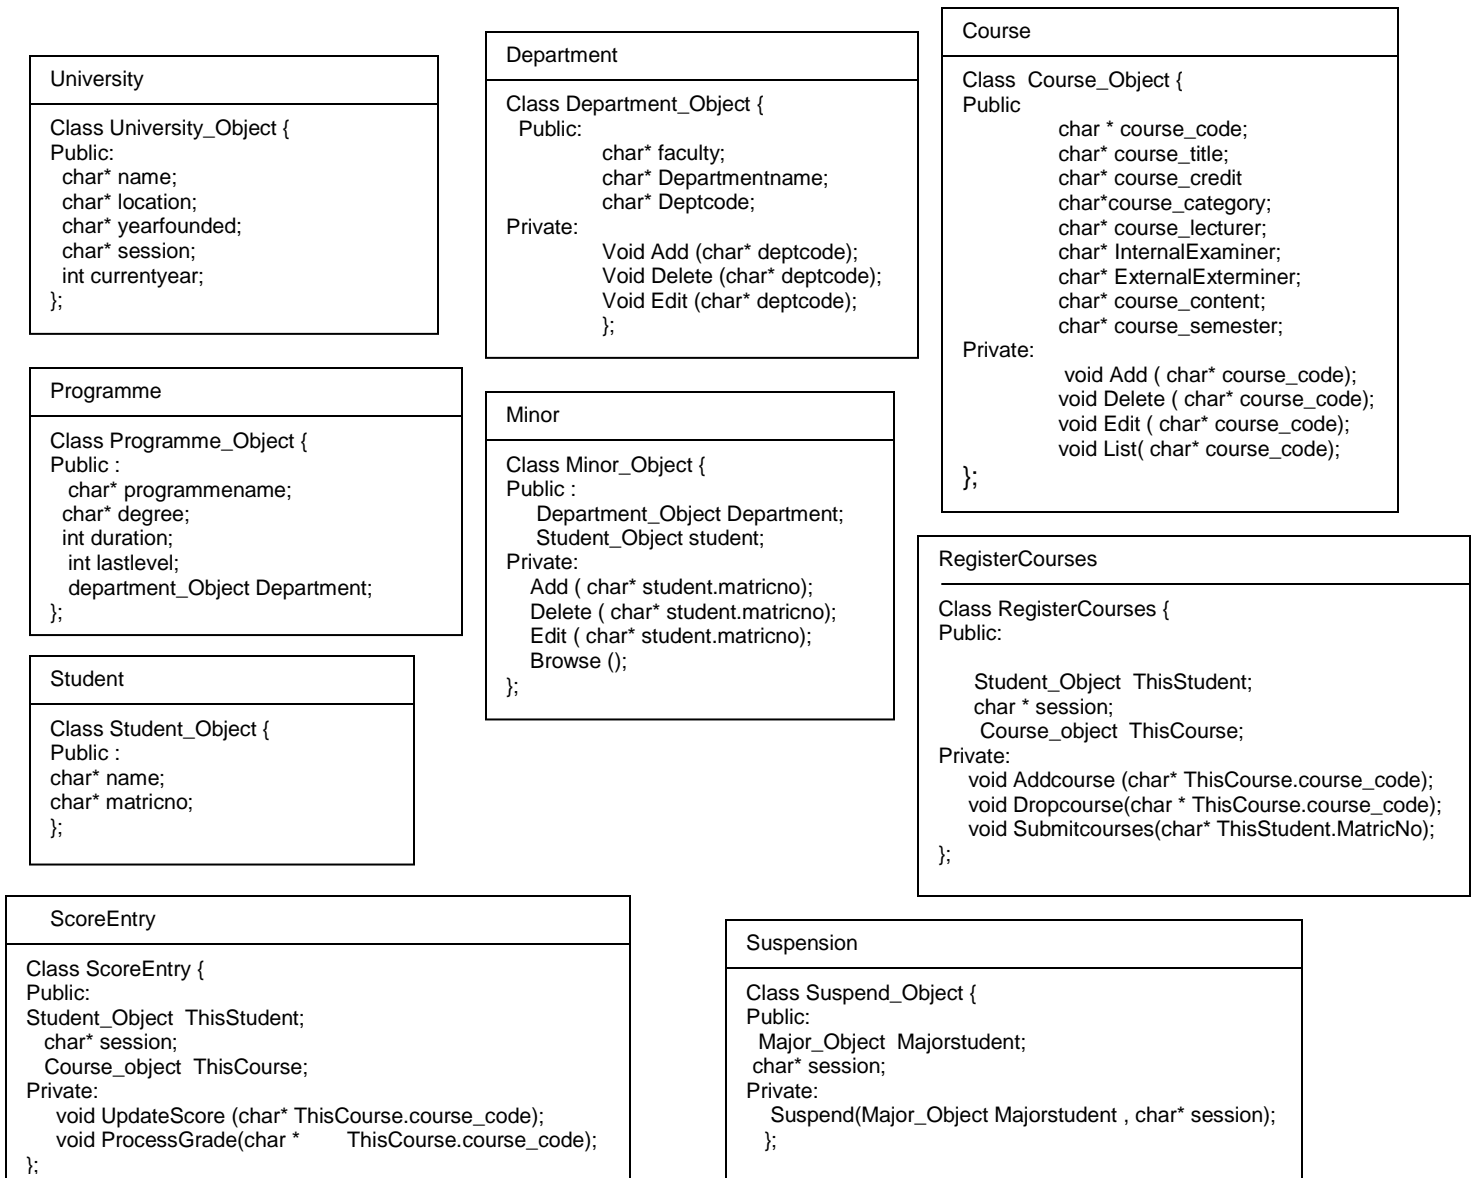 University
Class University_Object {
Public:
char* name;
char* location;
char* yearfounded;
char* session;
int currentyear;
};
Department
Class Department_Object {
Public:
char* faculty;
char* Departmentname;
char* Deptcode;
Private:
Void Add (char* deptcode);
Void Delete (char* deptcode);
Void Edit (char* deptcode);
};
Course
Class Course_Object {
Public
char * course_code;
char* course_title;
char* course_credit
char*course_category;
char* course_lecturer;
char* InternalExaminer;
char* ExternalExterminer;
char* course_content;
char* course_semester;
Private:
void Add ( char* course_code);
void Delete ( char* course_code);
void Edit ( char* course_code);
void List( char* course_code);
};
Programme
Class Programme_Object {
Public :
char* programmename;
char* degree;
int duration;
int lastlevel;
department_Object Department;
};
Minor
Class Minor_Object {
Public :
Department_Object Department;
Student_Object student;
Private:
Add ( char* student.matricno);
Delete ( char* student.matricno);
Edit ( char* student.matricno);
Browse ();
};
RegisterCourses
Class RegisterCourses {
Public:
Student_Object ThisStudent;
char * session;
Course_object ThisCourse;
Private:
void Addcourse (char* ThisCourse.course_code);
void Dropcourse(char * ThisCourse.course_code);
void Submitcourses(char* ThisStudent.MatricNo);
};
Student
Class Student_Object {
Public :
char* name;
char* matricno;
};
ScoreEntry
Class ScoreEntry {
Public:
Student_Object ThisStudent;
char* session;
Course_object ThisCourse;
Private:
void UpdateScore (char* ThisCourse.course_code);
void ProcessGrade(char * ThisCourse.course_code);
};
Suspension
Class Suspend_Object {
Public:
Major_Object Majorstudent;
char* session;
Private:
Suspend(Major_Object Majorstudent , char* session);
};